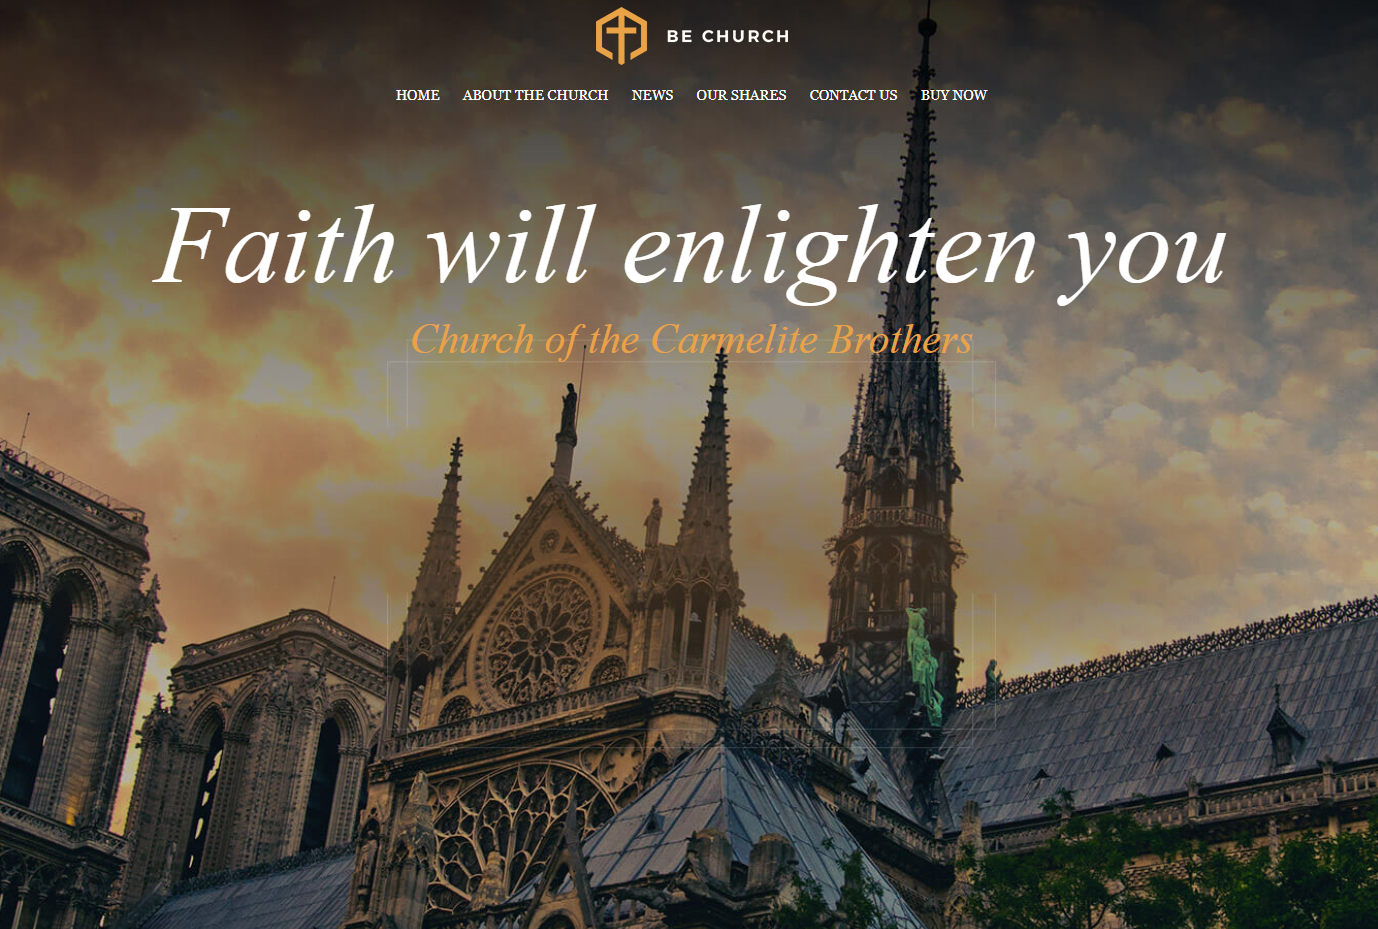 BE CHURCH
HOME ABOUT THE CHURCH NEWS OUR SHARES CONTACT US BUY NOW
Faith will enlighten you
Church of the Carmelite Brothers